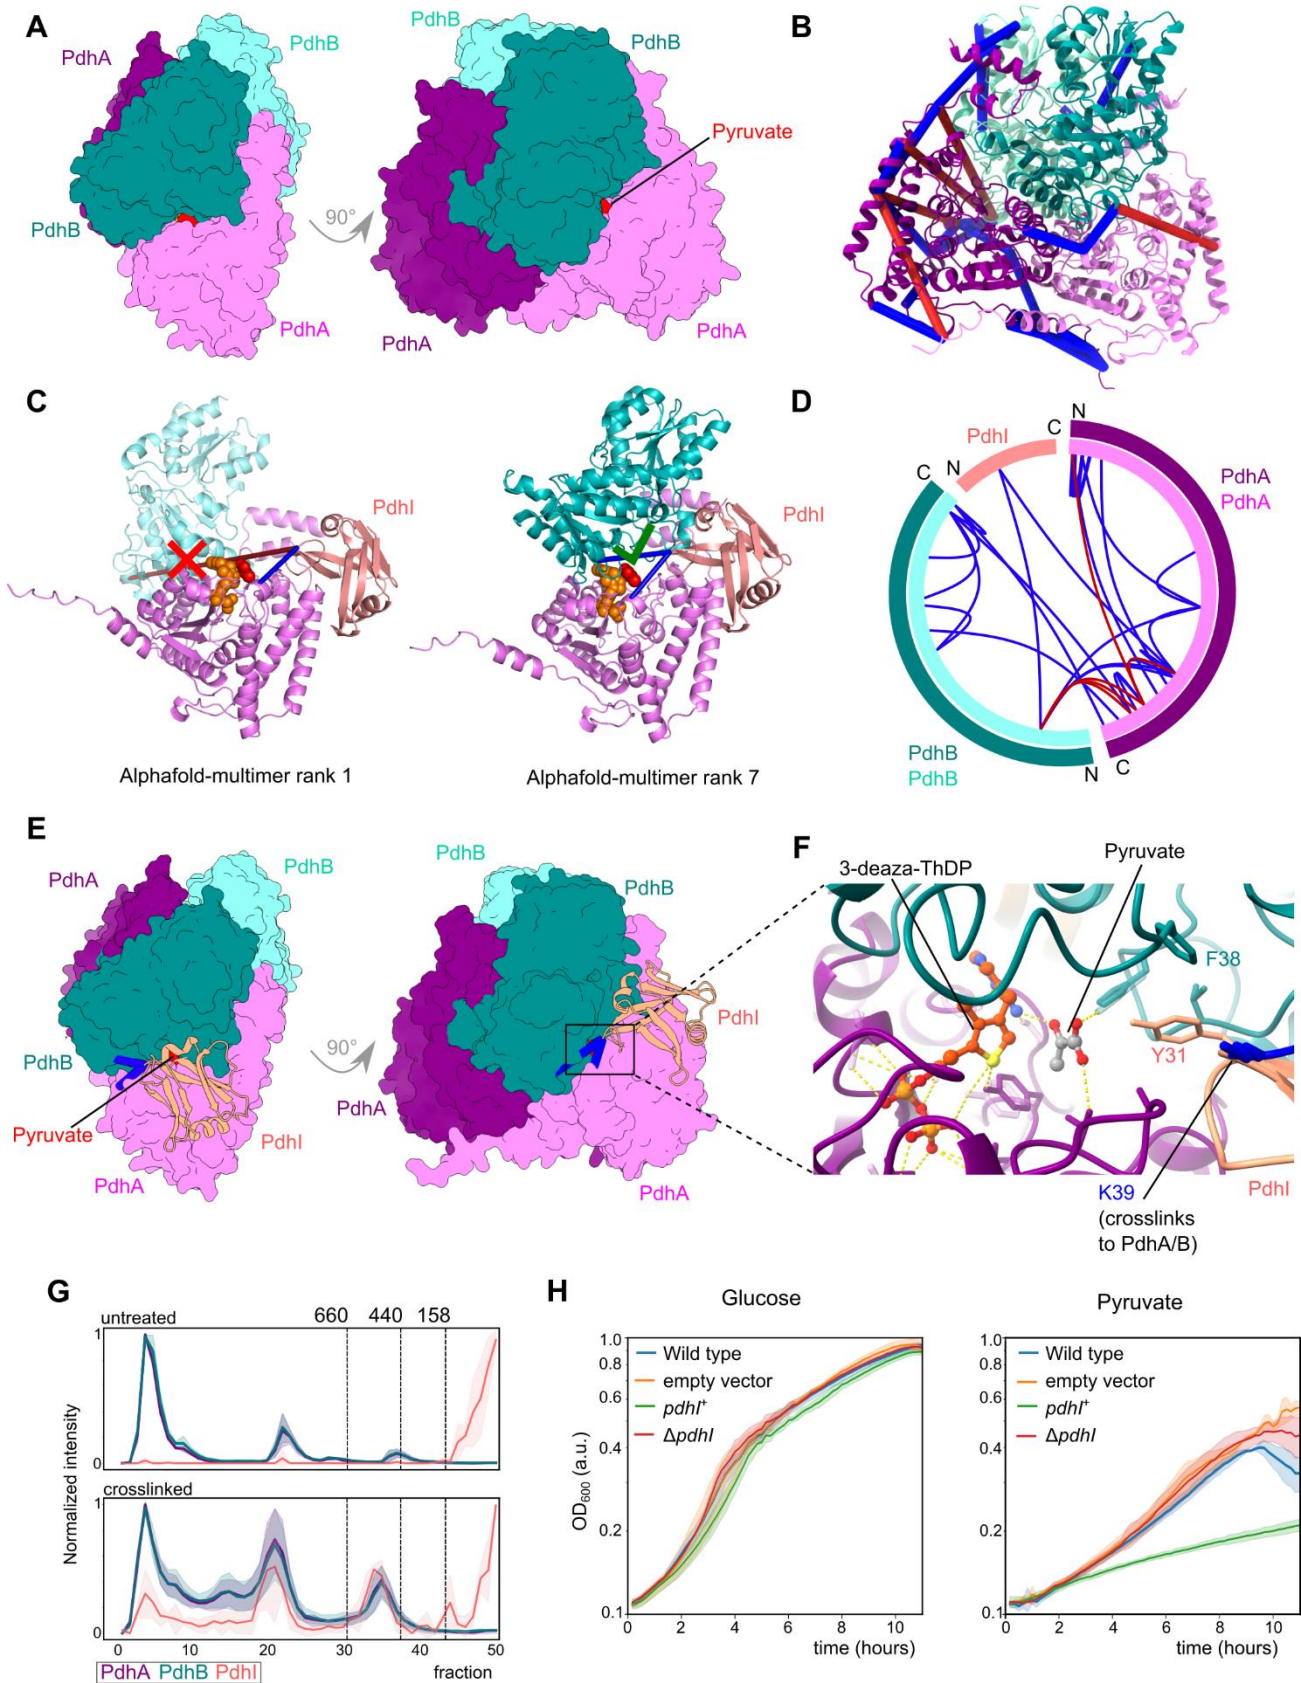 A
PdhA
PdhB
PdhB
PdhA
90°
PdhB
PdhB
Pyruvate
PdhA
PdhA
B
C
PdhI
Alphafold-multimer rank 1
PdhI
Alphafold-multimer rank 7
D
C
N
PdhI
C
N
PdhA
PdhA
PdhB
PdhB
N
C
E
PdhA
PdhB
PdhB
Pyruvate
PdhI
PdhA
90°
PdhB
PdhB
PdhI
PdhA
PdhA
F
3-deaza-ThDP
Pyruvate
F38
Y31
K39
(crosslinks
to PdhA/B)
PdhI
G
untreated
660
440
158
1
0
Normalized intensity
crosslinked
1
0
0
10
20
30
40
50
PdhA PdhB PdhI
fraction
H
Glucose
1.0
0.8
0.6
0.4
0.2
0.1
OD600 (a.u.)
Wild type
empty vector
pdhI+
ΔpdhI
0
2
4
6
8
10
time (hours)
Pyruvate
1.0
0.8
0.6
0.4
0.2
0.1
Wild type
empty vector
pdhI+
ΔpdhI
0
2
4
6
8
10
time (hours)